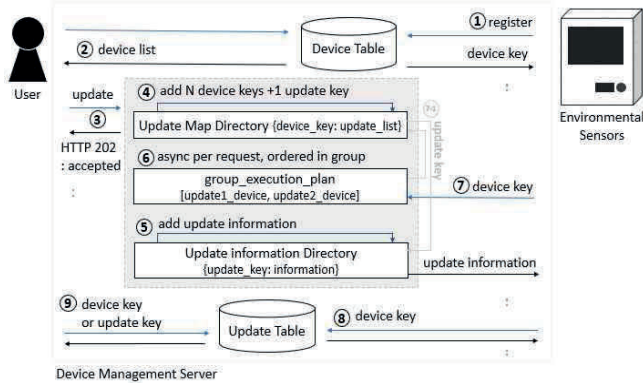 ① register
② device list
Device Table
device key
User
update
④ add N device keys +1 update key
③
Update Map Directory {device_key: update_list}
HTTP 202
: accepted
:
Environmental
Sensors
:
⑥ async per request, ordered in group
update key
group_execution_plan
[update1_device, update2_device]
⑦ device key
⑤ add update information
Update information Directory
{update_key: information}
update information
:
⑨ device key
or update key
Update Table
⑧ device key
:
Device Management Server